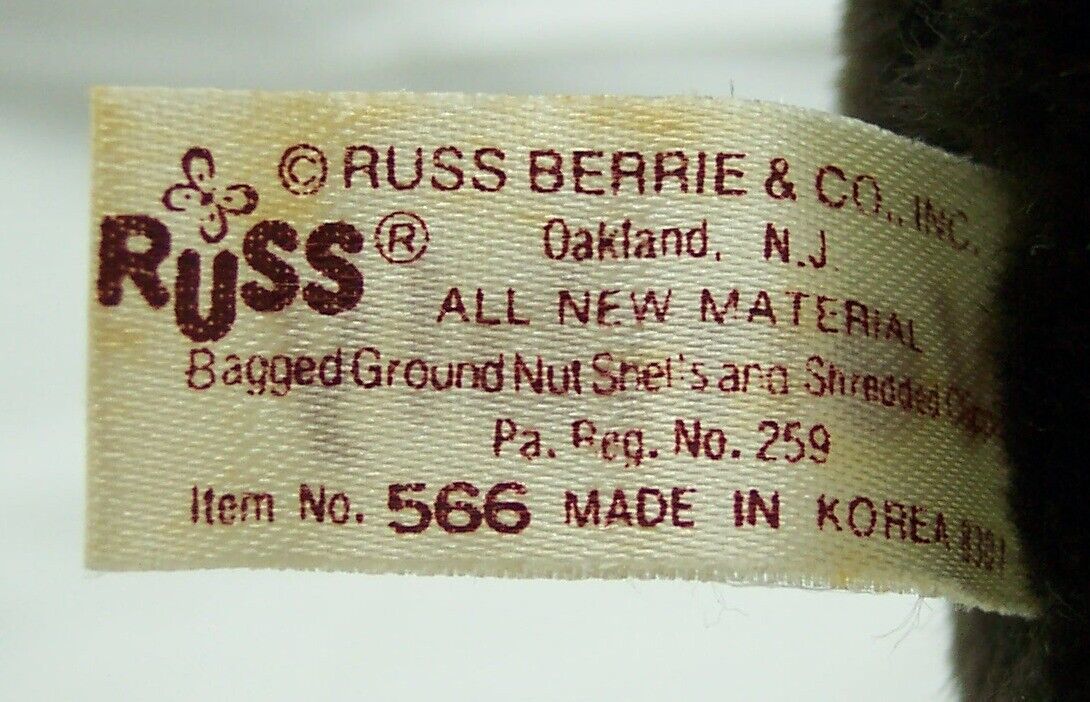 © RUSS BERRIE & CO., INC.
RUSS ®
Oakland, N.J.
ALL NEW MATERIAL
Bagged Ground Nut Shells and Shredded
Pa. Reg. No. 259
Item No. 566 MADE IN KOREA